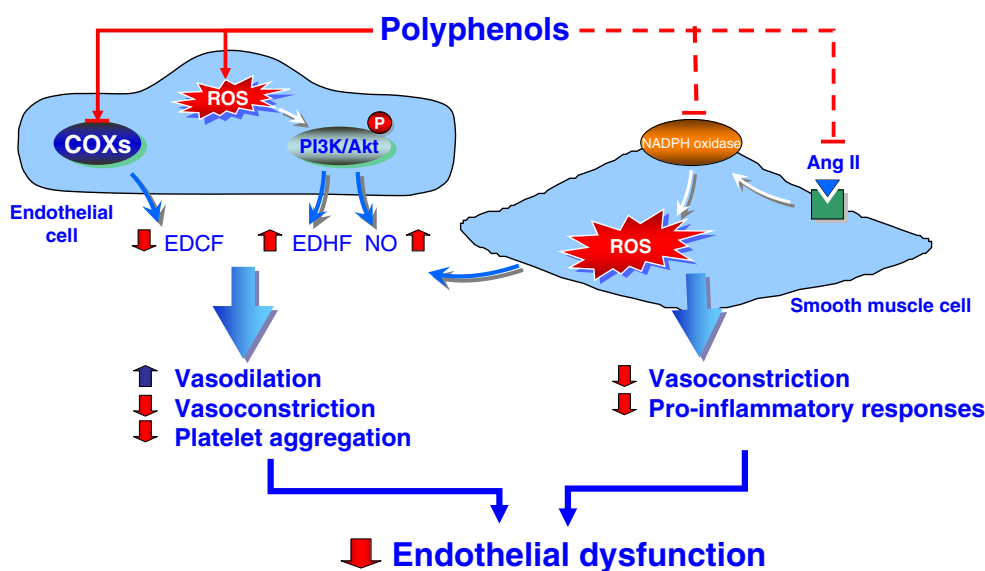 Polyphenols
ROS
P
COXs
PI3K/Akt
NADPH oxidase
Ang II
Endothelial
cell
EDCF
EDHF NO
ROS
Smooth muscle cell
Vasodilation
Vasoconstriction
Platelet aggregation
Vasoconstriction
Pro-inflammatory responses
Endothelial dysfunction